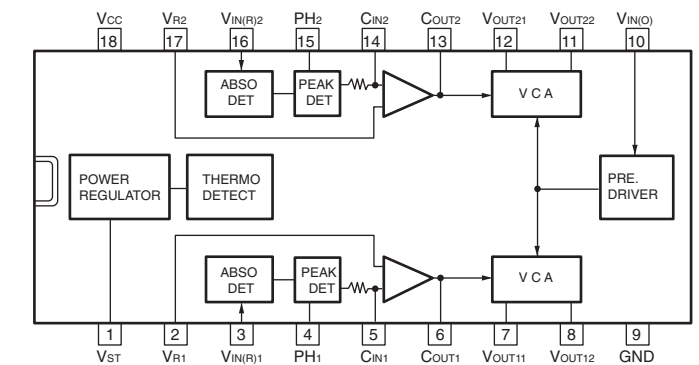 VCC VR2 VIN(R)2 PH2 CIN2 COUT2 VOUT21 VOUT22 VIN(O)
18 17 16 15 14 13 12 11 10
ABSO DET
PEAK DET
V C A
POWER REGULATOR
THERMO DETECT
PRE. DRIVER
ABSO DET
PEAK DET
V C A
1 2 3 4 5 6 7 8 9
VST VR1 VIN(R)1 PH1 CIN1 COUT1 VOUT11 VOUT12 GND